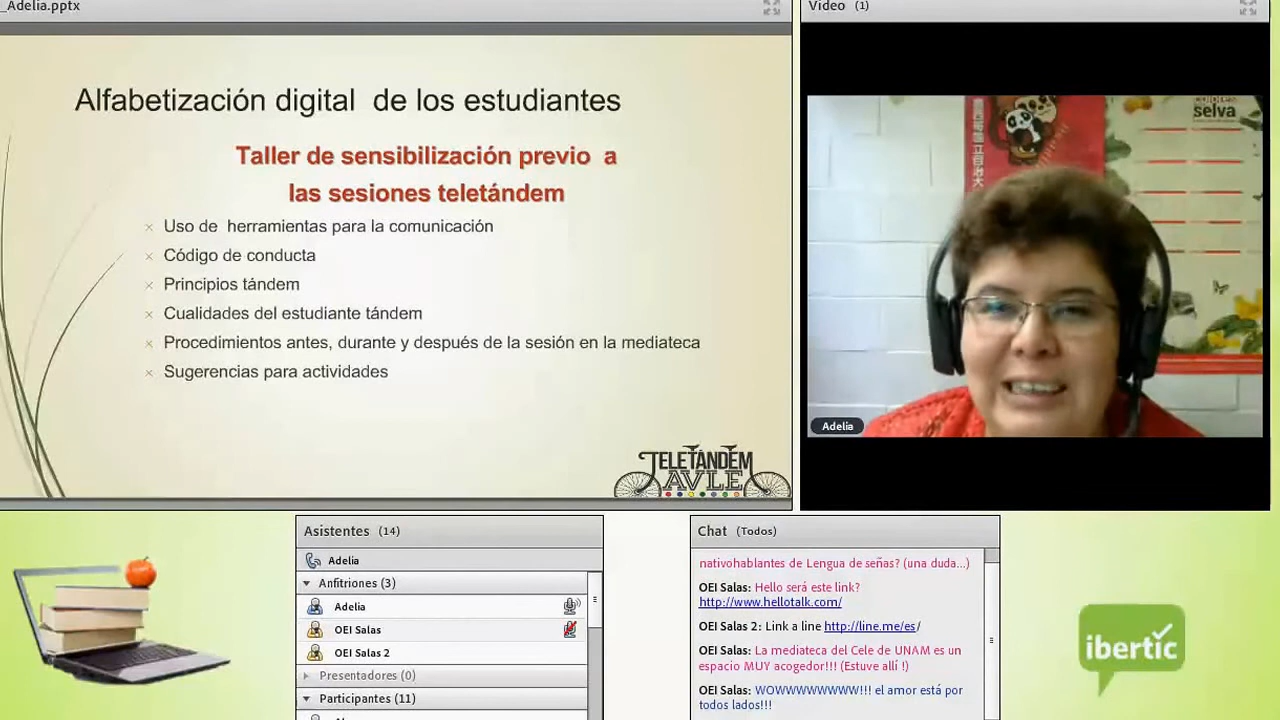 _Adelia.pptx
Alfabetización digital de los estudiantes
Taller de sensibilización previo a
las sesiones teletándem
Uso de herramientas para la comunicación
Código de conducta
Principios tándem
Cualidades del estudiante tándem
Procedimientos antes, durante y después de la sesión en la mediateca
Sugerencias para actividades
TELETÁNDEM
AVLE
Video (1)
selva
Adelia
Asistentes (14)
Adelia
Anfitriones (3)
Adelia
OEI Salas
OEI Salas 2
Presentadores (0)
Participantes (11)
Chat (Todos)
nativohablantes de Lengua de señas? (una duda...)
OEI Salas: Hello será este link?
http://www.hellotalk.com/
OEI Salas 2: Link a line http://line.me/es/
OEI Salas: La mediateca del Cele de UNAM es un
espacio MUY acogedor!!! (Estuve allí !)
OEI Salas: WOWWWWWWWW!!! el amor está por
todos lados!!!
ibertic